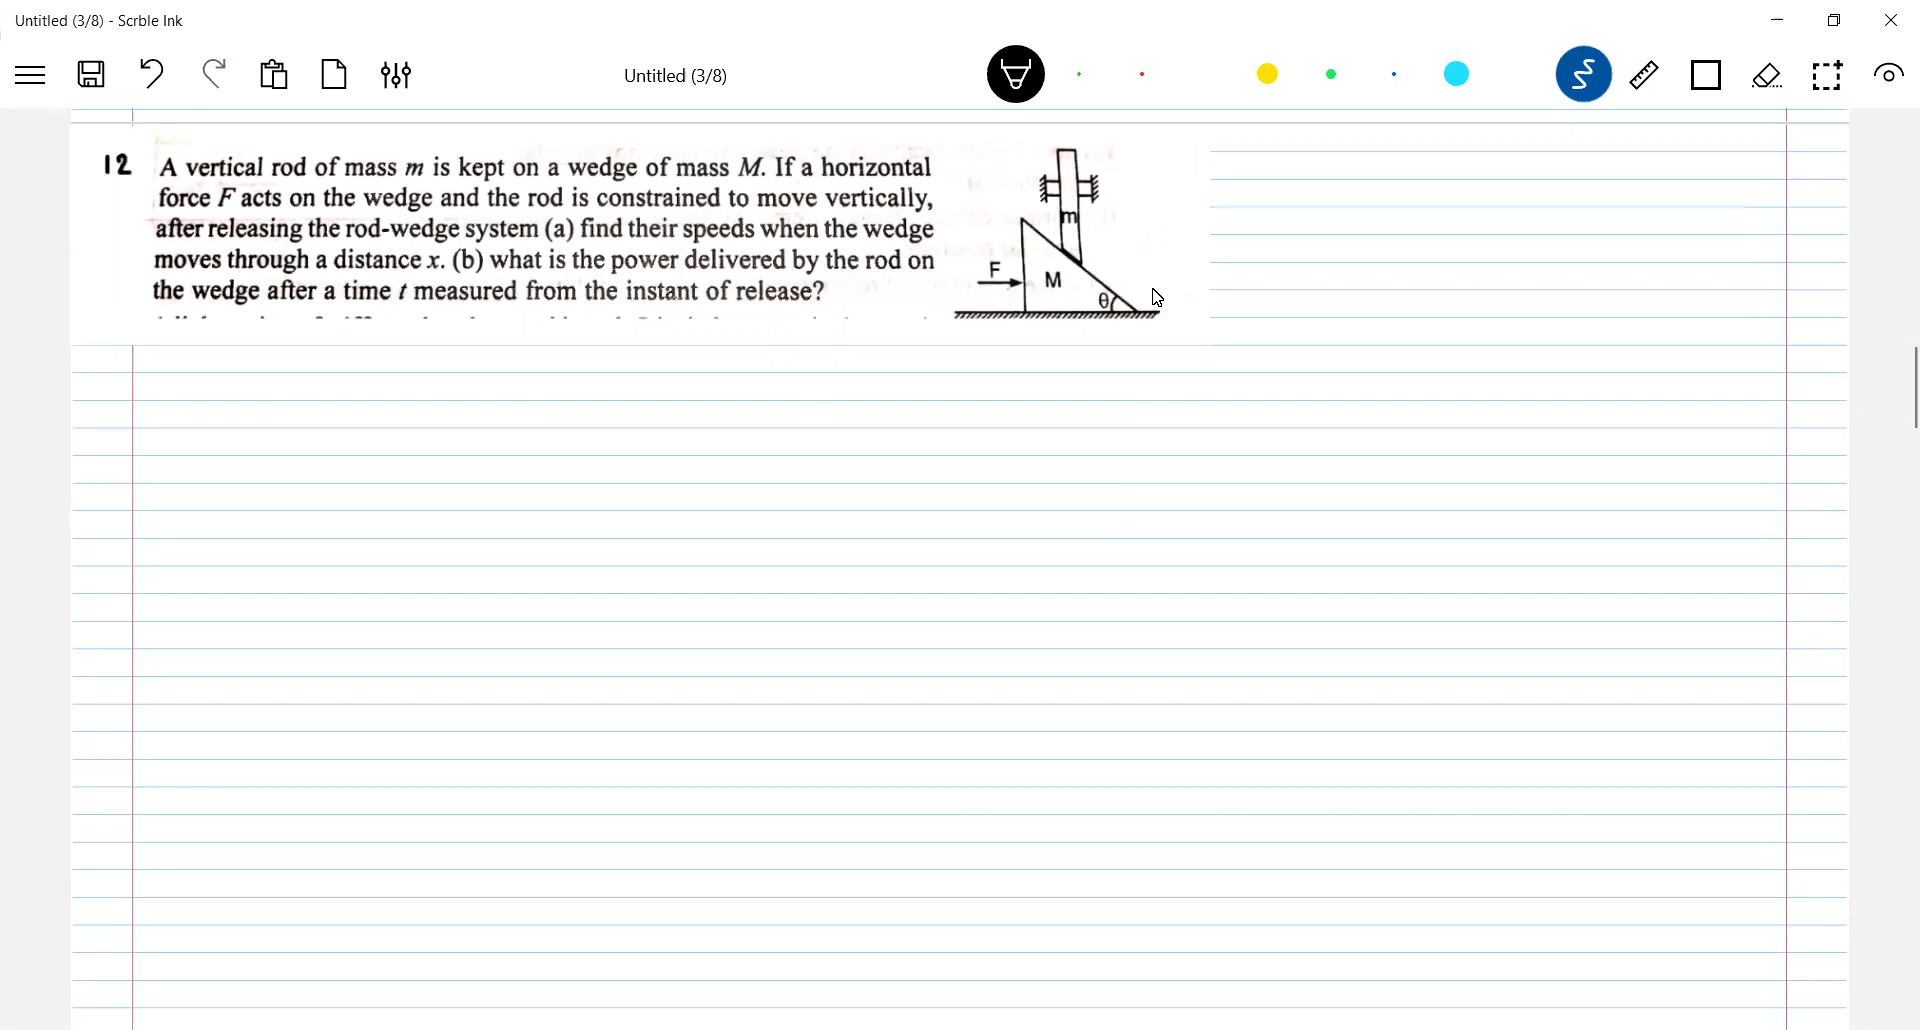 Untitled (3/8) - Scrble Ink
Untitled (3/8)
12 A vertical rod of mass m is kept on a wedge of mass M. If a horizontal
force F acts on the wedge and the rod is constrained to move vertically,
after releasing the rod-wedge system (a) find their speeds when the wedge
moves through a distance x. (b) what is the power delivered by the rod on
the wedge after a time t measured from the instant of release?
m
F
M
θ